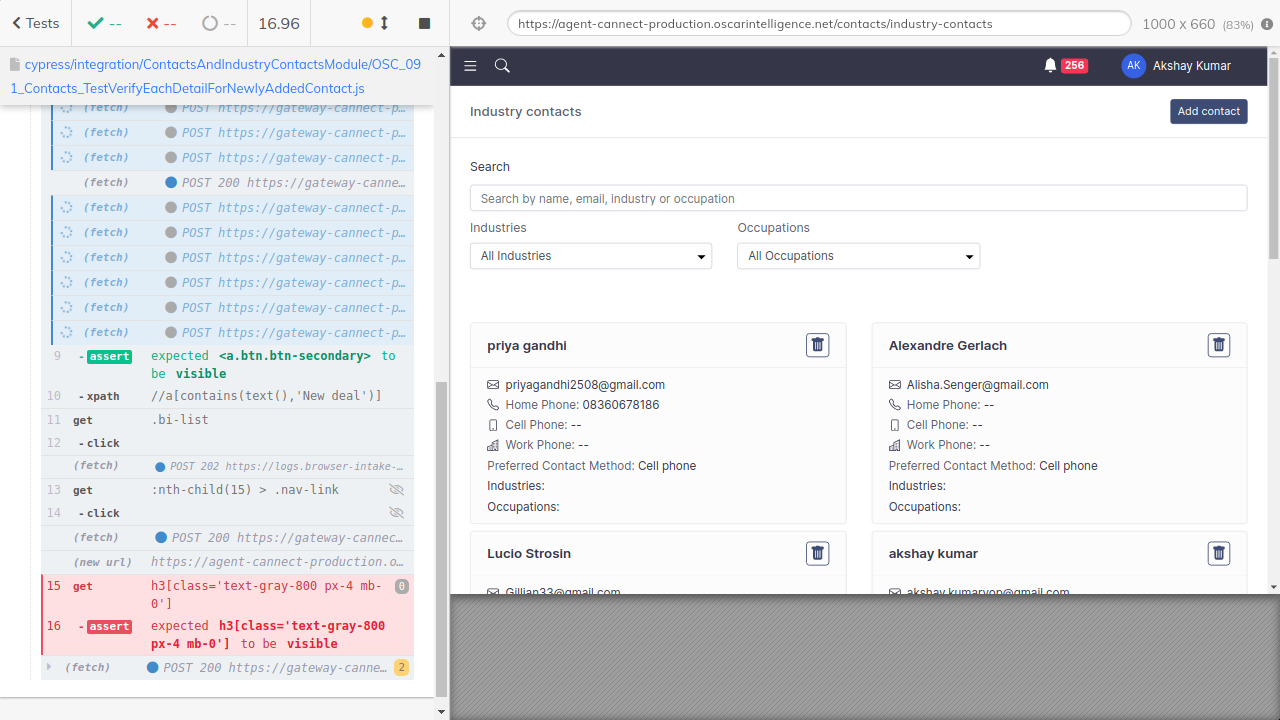 Tests
--
--
--
16.96
https://agent-cannect-production.oscarintelligence.net/contacts/industry-contacts
1000 x 660 (83%)
cypress/integration/ContactsAndIndustryContactsModule/OSC_09
1_Contacts_TestVerifyEachDetailForNewlyAddedContact.js
(fetch) POST https://gateway-cannect-p…
(fetch) POST https://gateway-cannect-p…
(fetch) POST https://gateway-cannect-p…
(fetch) POST 200 https://gateway-canne…
(fetch) POST https://gateway-cannect-p…
(fetch) POST https://gateway-cannect-p…
(fetch) POST https://gateway-cannect-p…
(fetch) POST https://gateway-cannect-p…
(fetch) POST https://gateway-cannect-p…
(fetch) POST https://gateway-cannect-p…
9 -assert expected <a.btn.btn-secondary> to
be visible
10 -xpath //a[contains(text(),'New deal')]
11 get .bi-list
12 -click
(fetch) POST 202 https://logs.browser-intake-…
13 get :nth-child(15) > .nav-link
14 -click
(fetch) POST 200 https://gateway-cannec…
(new url) https://agent-cannect-production.o…
15 get h3[class='text-gray-800 px-4 mb-
0'] 0
16 -assert expected h3[class='text-gray-800
px-4 mb-0'] to be visible
(fetch) POST 200 https://gateway-canne… 2
256
AK Akshay Kumar
Industry contacts
Add contact
Search
Search by name, email, industry or occupation
Industries
Occupations
All Industries
All Occupations
priya gandhi
priyagandhi2508@gmail.com
Home Phone: 08360678186
Cell Phone: --
Work Phone: --
Preferred Contact Method: Cell phone
Industries:
Occupations:
Alexandre Gerlach
Alisha.Senger@gmail.com
Home Phone: --
Cell Phone: --
Work Phone: --
Preferred Contact Method: Cell phone
Industries:
Occupations:
Lucio Strosin
Gillian33@gmail.com
akshay kumar
akshay.kumaryop@gmail.com